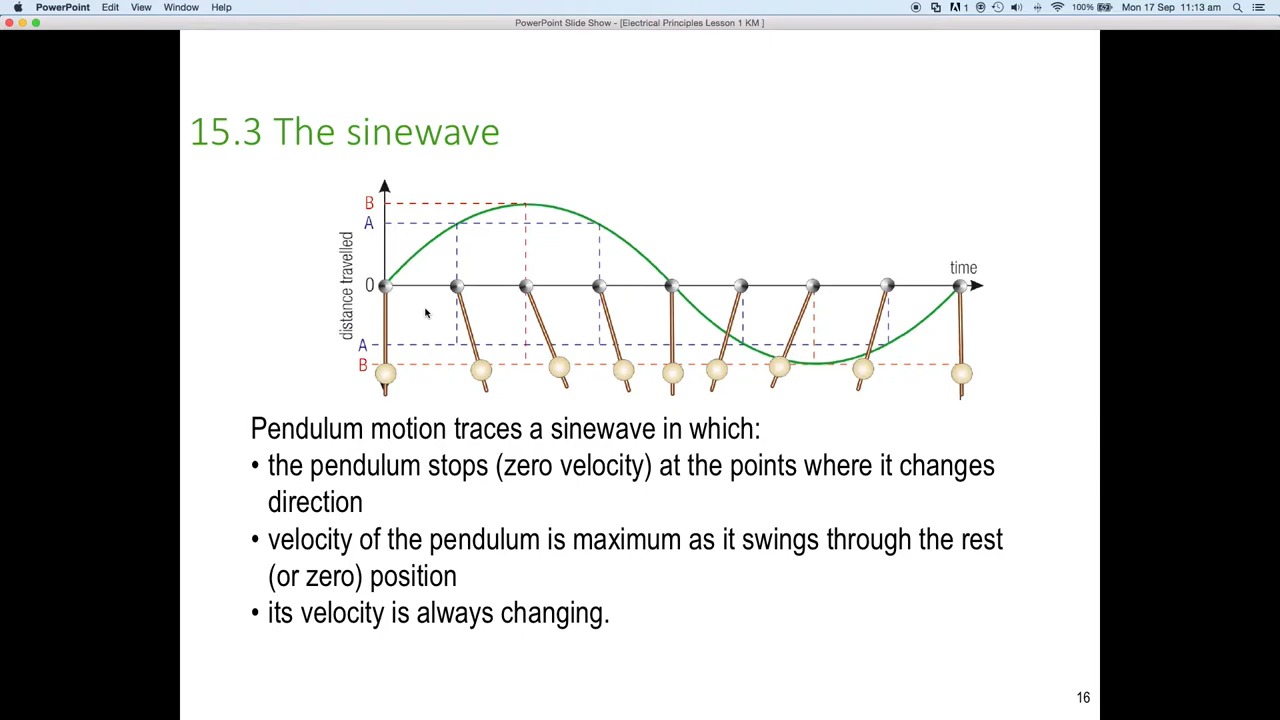 PowerPoint Edit View Window Help 1 100% Mon 17 Sep 11:13 am
PowerPoint Slide Show - [Electrical Principles Lesson 1 KM ]
15.3 The sinewave
B
A
distance travelled
0
time
A
B
Pendulum motion traces a sinewave in which:
• the pendulum stops (zero velocity) at the points where it changes
direction
• velocity of the pendulum is maximum as it swings through the rest
(or zero) position
• its velocity is always changing.
16